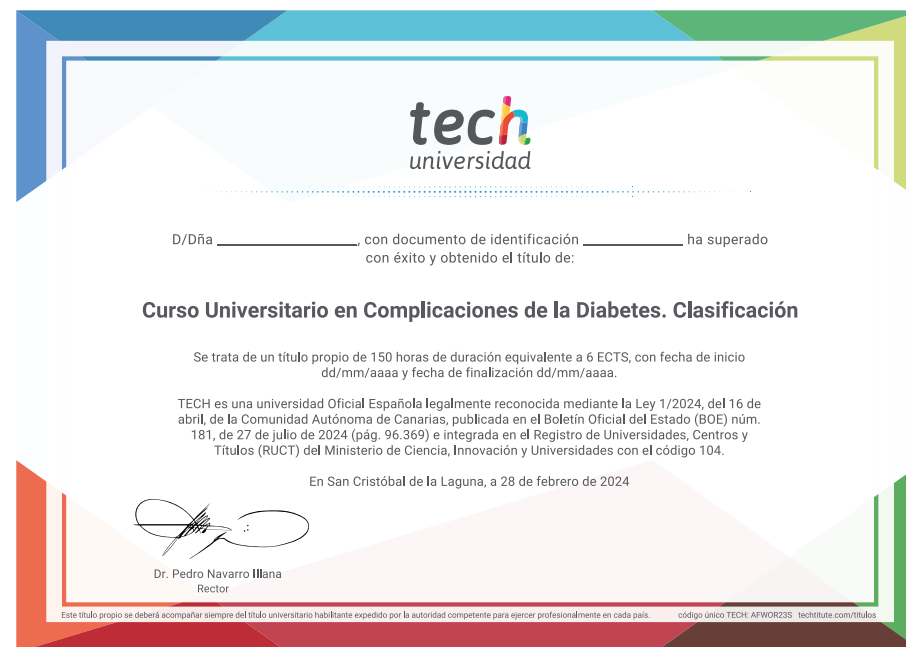 tech
universidad
D/Dña ____________________, con documento de identificación ______________ ha superado
con éxito y obtenido el título de:
Curso Universitario en Complicaciones de la Diabetes. Clasificación
Se trata de un título propio de 150 horas de duración equivalente a 6 ECTS, con fecha de inicio
dd/mm/aaaa y fecha de finalización dd/mm/aaaa.
TECH es una universidad Oficial Española legalmente reconocida mediante la Ley 1/2024, del 16 de
abril, de la Comunidad Autónoma de Canarias, publicada en el Boletín Oficial del Estado (BOE) núm.
181, de 27 de julio de 2024 (pág. 96.369) e integrada en el Registro de Universidades, Centros y
Títulos (RUCT) del Ministerio de Ciencia, Innovación y Universidades con el código 104.
En San Cristóbal de la Laguna, a 28 de febrero de 2024
Dr. Pedro Navarro Illana
Rector
Este título propio se deberá acompañar siempre del título universitario habilitante expedido por la autoridad competente para ejercer profesionalmente en cada país. código único TECH: AFWOR23S techtitute.com/titulos